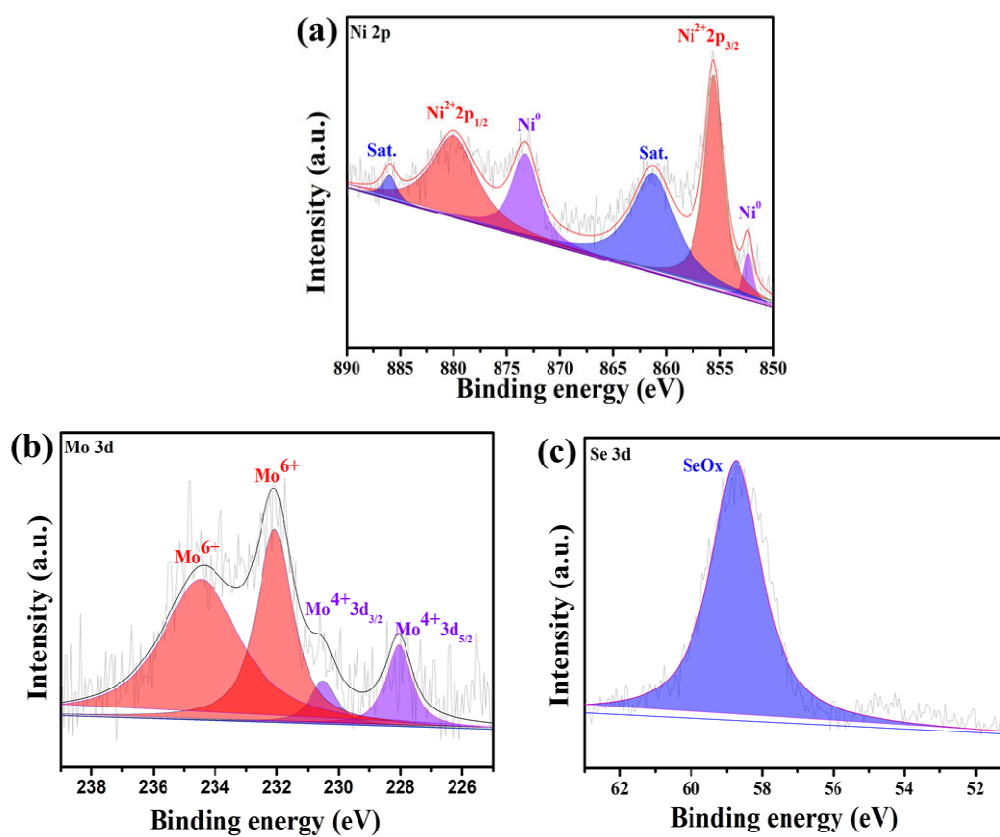 (a)
Ni 2p
Ni²⁺2p₃/₂
Ni²⁺2p₁/₂
Ni⁰
Sat.
Sat.
Ni⁰
Intensity (a.u.)
890 885 880 875 870 865 860 855 850
Binding energy (eV)
(b)
Mo 3d
Mo⁶⁺
Mo⁶⁺
Mo⁴⁺3d₃/₂
Mo⁴⁺3d₅/₂
Intensity (a.u.)
238 236 234 232 230 228 226
Binding energy (eV)
(c)
Se 3d
SeOx
Intensity (a.u.)
62 60 58 56 54 52
Binding energy (eV)